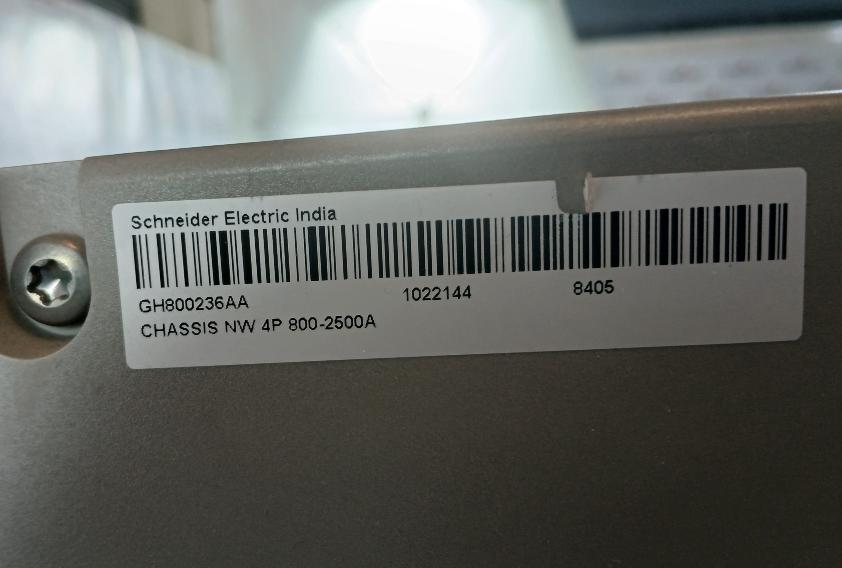 Schneider Electric India
GH800236AA 1022144 8405
CHASSIS NW 4P 800-2500A